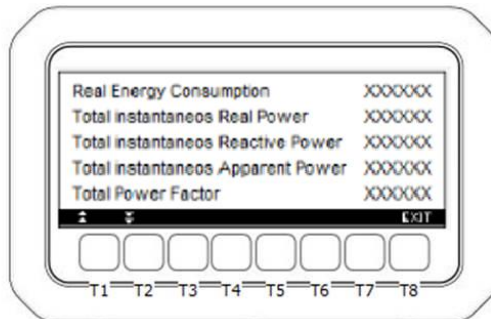 Real Energy Consumption XXXXXX
Total instantaneos Real Power XXXXXX
Total instantaneos Reactive Power XXXXXX
Total instantaneos Apparent Power XXXXXX
Total Power Factor XXXXXX
EXIT
T1 T2 T3 T4 T5 T6 T7 T8